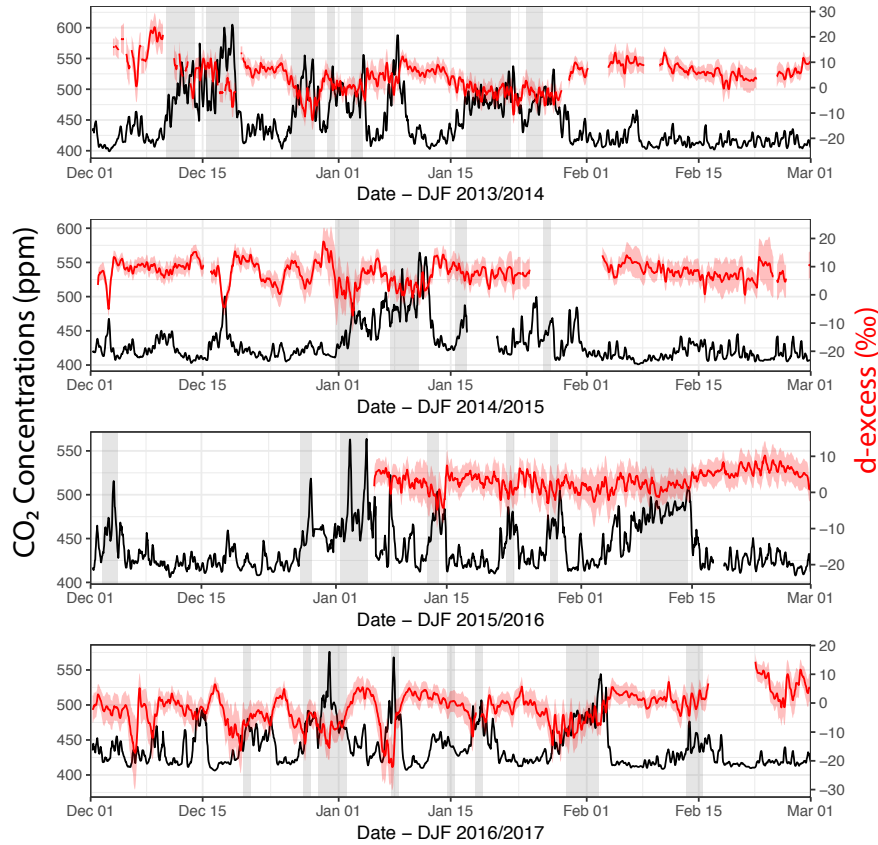 600
550
500
450
400
30
20
10
0
−10
−20
Dec 01
Dec 15
Jan 01
Jan 15
Feb 01
Feb 15
Mar 01
Date − DJF 2013/2014
600
550
500
450
400
20
10
0
−10
−20
Dec 01
Dec 15
Jan 01
Jan 15
Feb 01
Feb 15
Mar 01
Date − DJF 2014/2015
CO₂ Concentrations (ppm)
d-excess (‰)
550
500
450
400
10
0
−10
−20
Dec 01
Dec 15
Jan 01
Jan 15
Feb 01
Feb 15
Mar 01
Date − DJF 2015/2016
550
500
450
400
20
10
0
−10
−20
−30
Dec 01
Dec 15
Jan 01
Jan 15
Feb 01
Feb 15
Mar 01
Date − DJF 2016/2017